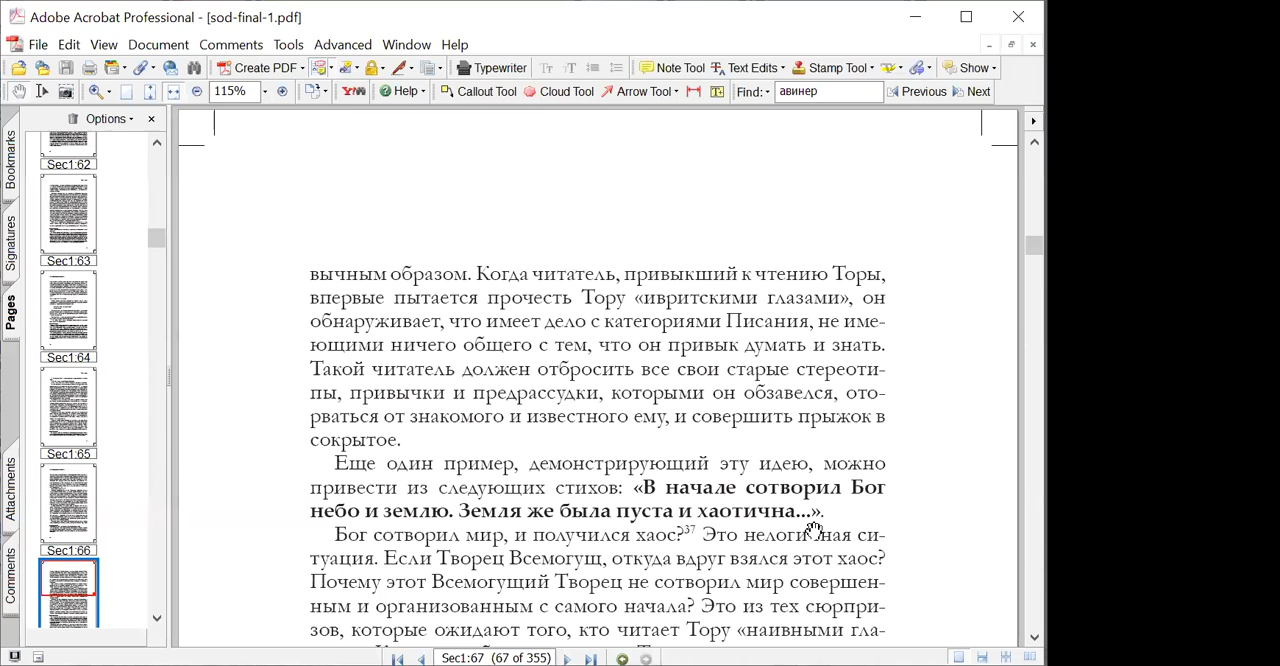 Adobe Acrobat Professional - [sod-final-1.pdf]
File Edit View Document Comments Tools Advanced Window Help
Create PDF Typewriter Note Tool Text Edits Stamp Tool Show
115% Help Callout Tool Cloud Tool Arrow Tool Find: авинер Previous Next
Options
Bookmarks
Signatures
Pages
Attachments
Comments
Sec1:62
Sec1:63
Sec1:64
Sec1:65
Sec1:66
вычным образом. Когда читатель, привыкший к чтению Торы,
впервые пытается прочесть Тору «ивритскими глазами», он
обнаруживает, что имеет дело с категориями Писания, не име-
ющими ничего общего с тем, что он привык думать и знать.
Такой читатель должен отбросить все свои старые стереоти-
пы, привычки и предрассудки, которыми он обзавелся, ото-
рваться от знакомого и известного ему, и совершить прыжок в
сокрытое.
Еще один пример, демонстрирующий эту идею, можно
привести из следующих стихов: «В начале сотворил Бог
небо и землю. Земля же была пуста и хаотична...».
Бог сотворил мир, и получился хаос?37 Это нелогичная си-
туация. Если Творец Всемогущ, откуда вдруг взялся этот хаос?
Почему этот Всемогущий Творец не сотворил мир совершен-
ным и организованным с самого начала? Это из тех сюрпри-
зов, которые ожидают того, кто читает Тору «наивными гла-
Sec1:67 (67 of 355)